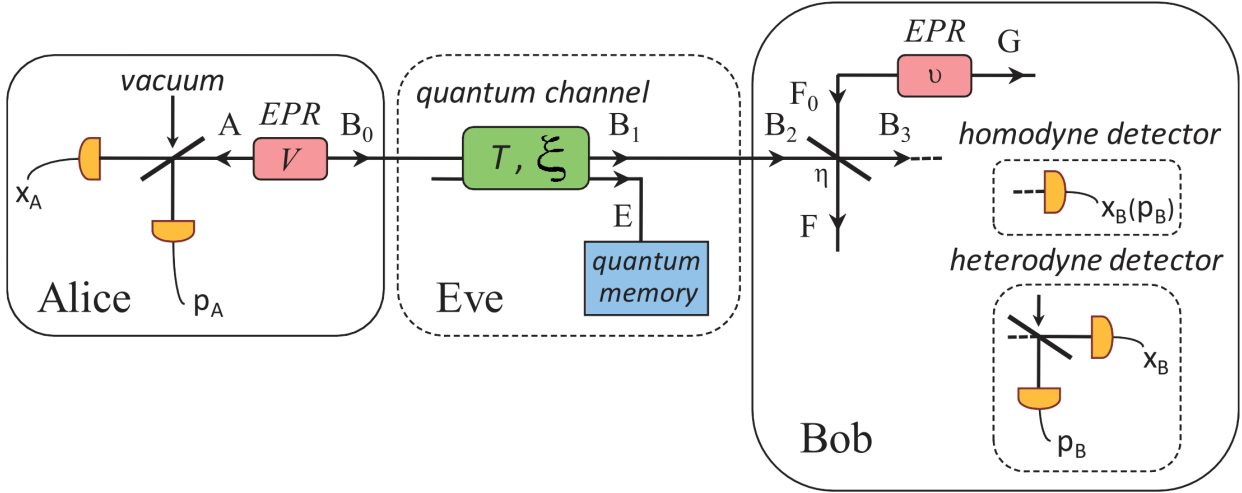 vacuum
EPR
A
V
B₀
x_A
p_A
Alice
quantum channel
T, ξ
B₁
E
quantum
memory
Eve
EPR
G
υ
F₀
B₂
B₃
η
F
homodyne detector
x_B(p_B)
heterodyne detector
x_B
p_B
Bob